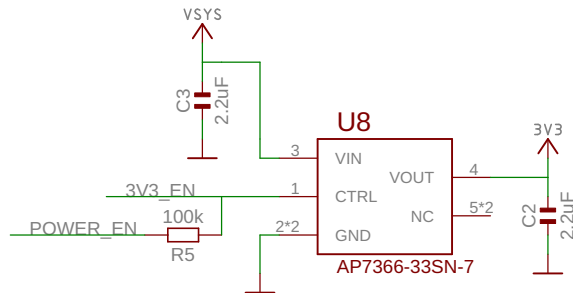 VSYS
C3
2.2uF
U8
3V3
3
VIN
VOUT
4
3V3_EN
1
CTRL
100k
NC
5*2
C2
2.2uF
POWER_EN
2*2
GND
R5
AP7366-33SN-7